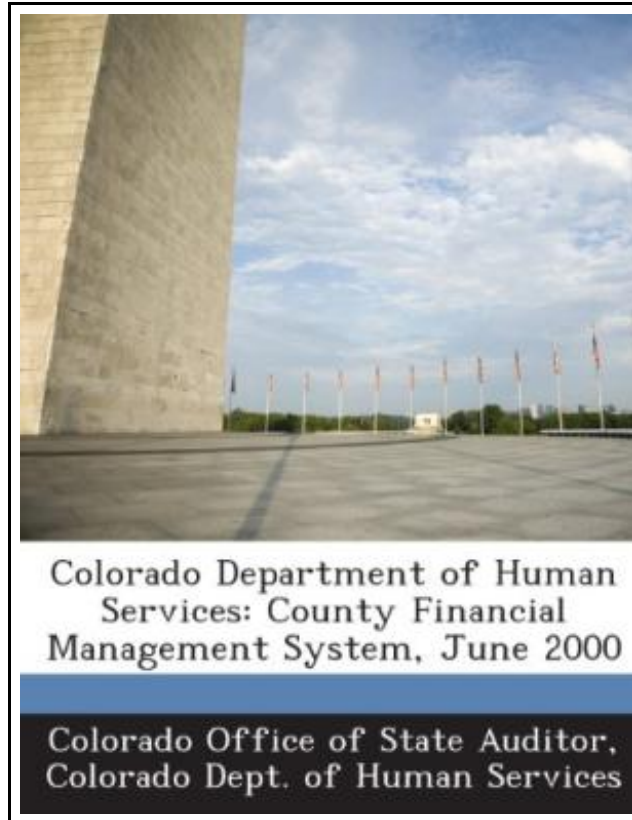 Colorado Department of Human
Services: County Financial
Management System, June 2000
Colorado Office of State Auditor,
Colorado Dept. of Human Services